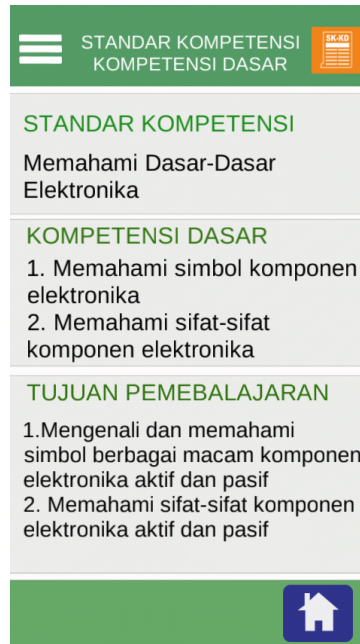 STANDAR KOMPETENSI
KOMPETENSI DASAR
SK-KD
STANDAR KOMPETENSI
Memahami Dasar-Dasar
Elektronika
KOMPETENSI DASAR
1. Memahami simbol komponen
elektronika
2. Memahami sifat-sifat
komponen elektronika
TUJUAN PEMEBALAJARAN
1.Mengenali dan memahami
simbol berbagai macam komponen
elektronika aktif dan pasif
2. Memahami sifat-sifat komponen
elektronika aktif dan pasif